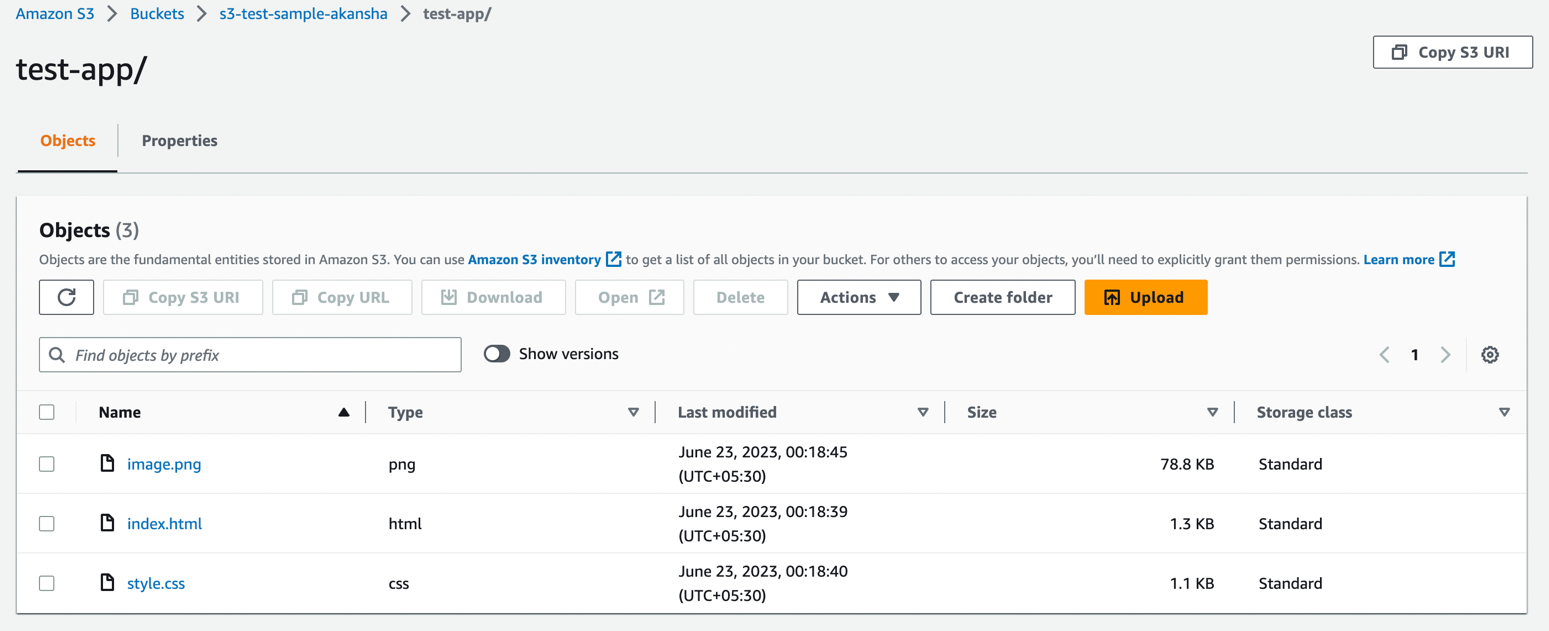 Amazon S3 > Buckets > s3-test-sample-akansha > test-app/
test-app/
Copy S3 URI
Objects Properties
Objects (3)
Objects are the fundamental entities stored in Amazon S3. You can use Amazon S3 inventory to get a list of all objects in your bucket. For others to access your objects, you'll need to explicitly grant them permissions. Learn more
Copy S3 URI Copy URL Download Open Delete Actions Create folder Upload
Find objects by prefix Show versions 1
Name Type Last modified Size Storage class
image.png png June 23, 2023, 00:18:45 78.8 KB Standard
(UTC+05:30)
index.html html June 23, 2023, 00:18:39 1.3 KB Standard
(UTC+05:30)
style.css css June 23, 2023, 00:18:40 1.1 KB Standard
(UTC+05:30)